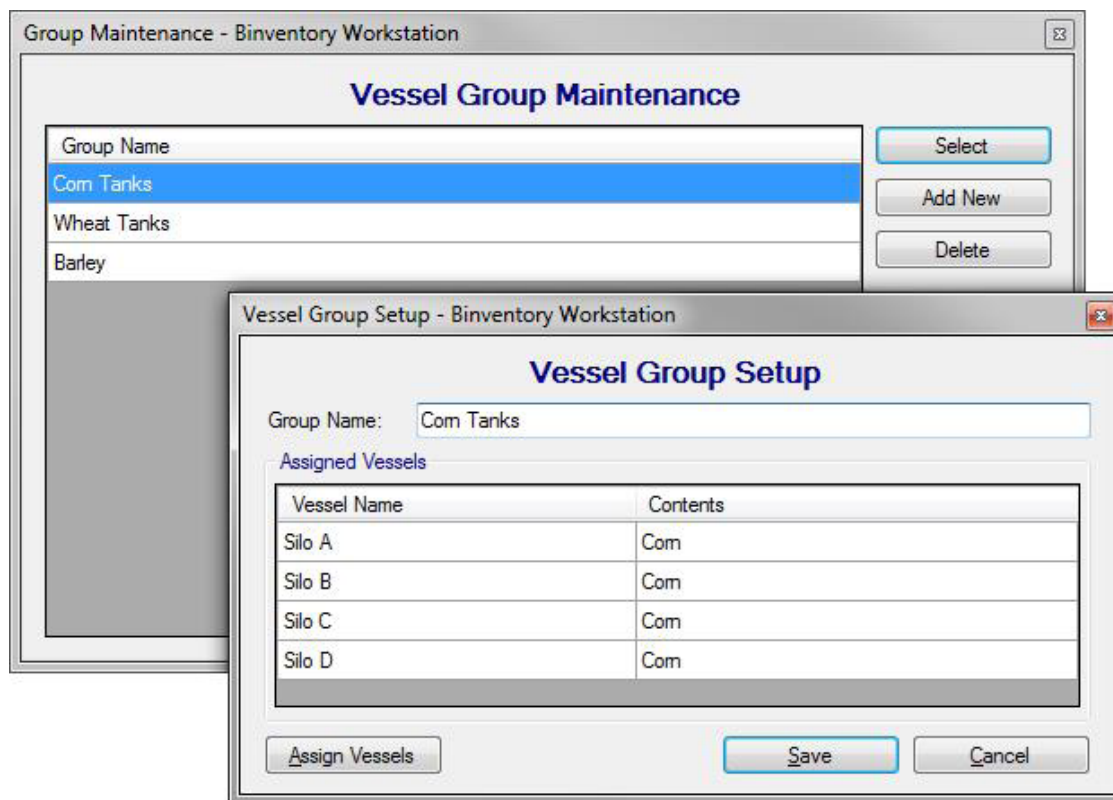 Group Maintenance - Binventory Workstation
Vessel Group Maintenance
Group Name
Select
Corn Tanks
Add New
Wheat Tanks
Delete
Barley
Vessel Group Setup - Binventory Workstation
Vessel Group Setup
Group Name: Corn Tanks
Assigned Vessels
Vessel Name Contents
Silo A Corn
Silo B Corn
Silo C Corn
Silo D Corn
Assign Vessels Save Cancel